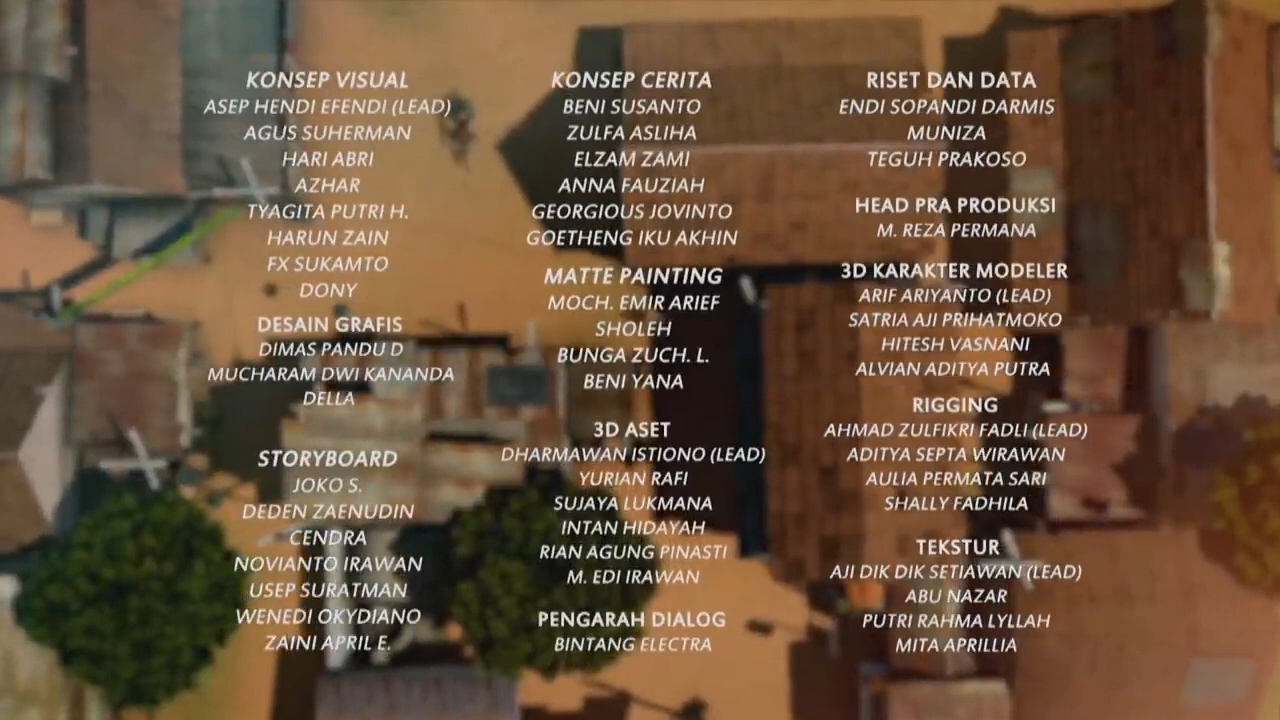 KONSEP VISUAL
ASEP HENDI EFENDI (LEAD)
AGUS SUHERMAN
HARI ABRI
AZHAR
TYAGITA PUTRI H.
HARUN ZAIN
FX SUKAMTO
DONY
DESAIN GRAFIS
DIMAS PANDU D
MUCHARAM DWI KANANDA
DELLA
STORYBOARD
JOKO S.
DEDEN ZAENUDIN
CENDRA
NOVIANTO IRAWAN
USEP SURATMAN
WENEDI OKYDIANO
ZAINI APRIL E.
KONSEP CERITA
BENI SUSANTO
ZULFA ASLIHA
ELZAM ZAMI
ANNA FAUZIAH
GEORGIOUS JOVINTO
GOETHENG IKU AKHIN
MATTE PAINTING
MOCH. EMIR ARIEF
SHOLEH
BUNGA ZUCH. L.
BENI YANA
3D ASET
DHARMAWAN ISTIONO (LEAD)
YURIAN RAFI
SUJAYA LUKMANA
INTAN HIDAYAH
RIAN AGUNG PINASTI
M. EDI IRAWAN
PENGARAH DIALOG
BINTANG ELECTRA
RISET DAN DATA
ENDI SOPANDI DARMIS
MUNIZA
TEGUH PRAKOSO
HEAD PRA PRODUKSI
M. REZA PERMANA
3D KARAKTER MODELER
ARIF ARIYANTO (LEAD)
SATRIA AJI PRIHATMOKO
HITESH VASNANI
ALVIAN ADITYA PUTRA
RIGGING
AHMAD ZULFIKRI FADLI (LEAD)
ADITYA SEPTA WIRAWAN
AULIA PERMATA SARI
SHALLY FADHILA
TEKSTUR
AJI DIK DIK SETIAWAN (LEAD)
ABU NAZAR
PUTRI RAHMA LYLLAH
MITA APRILLIA